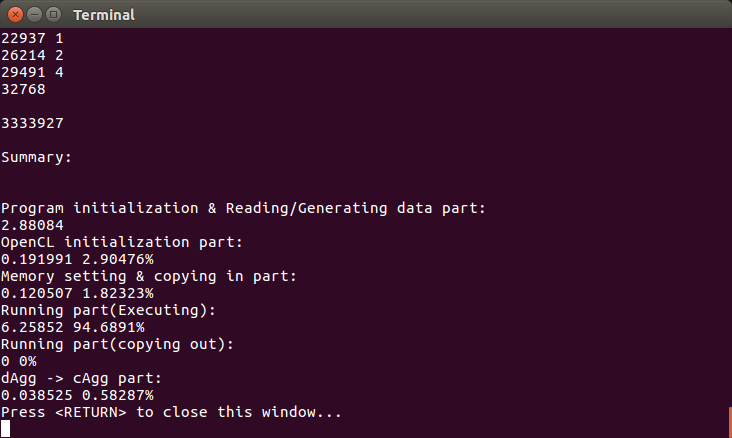 Terminal
22937 1
26214 2
29491 4
32768
3333927
Summary:
Program initialization & Reading/Generating data part:
2.88084
OpenCL initialization part:
0.191991 2.90476%
Memory setting & copying in part:
0.120507 1.82323%
Running part(Executing):
6.25852 94.6891%
Running part(copying out):
0 0%
dAgg -> cAgg part:
0.038525 0.58287%
Press <RETURN> to close this window...